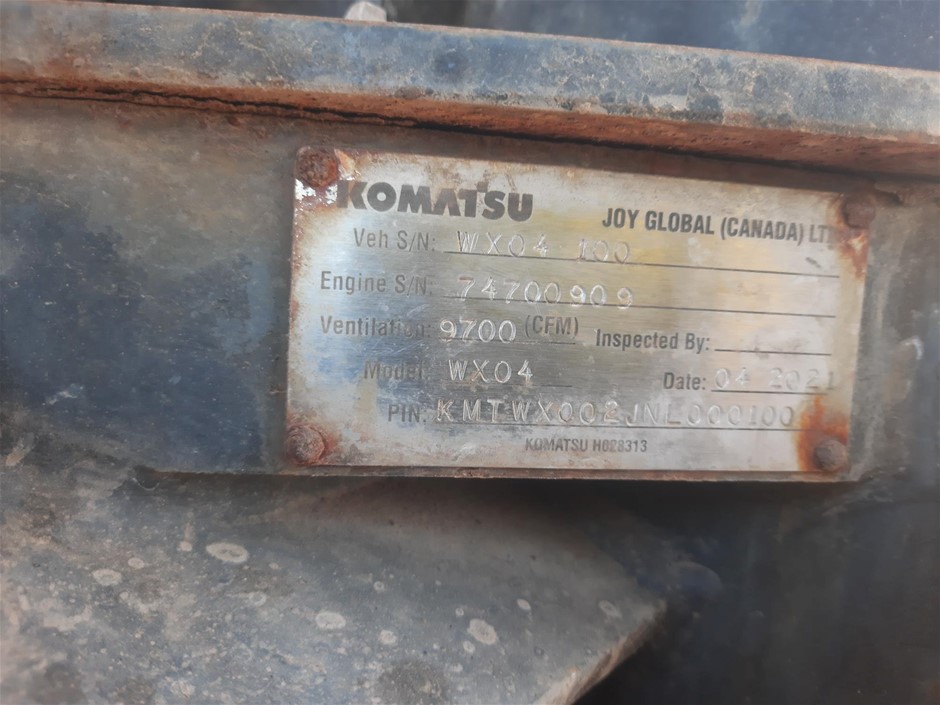 KOMATSU JOY GLOBAL (CANADA) LT
Veh S/N: WX04 100
Engine S/N: 74700909
Ventilation: 9700 (CFM) Inspected By:
Model: WX04 Date: 04 2021
PIN: KMTWX002JNL000100
KOMATSU H028313